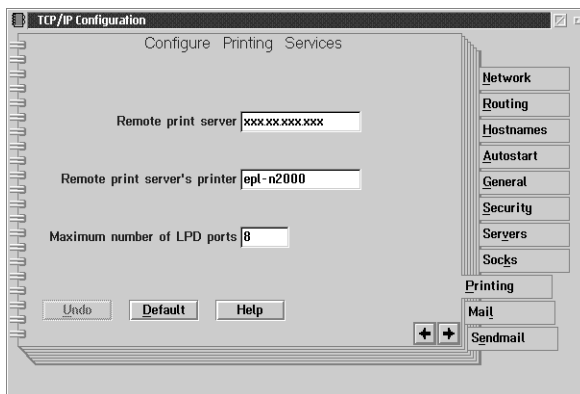 TCP/IP Configuration
Configure Printing Services
Remote print server xxx.xx.xxx.xxx
Remote print server's printer epl-n2000
Maximum number of LPD ports 8
Undo Default Help
Network
Routing
Hostnames
Autostart
General
Security
Servers
Socks
Printing
Mail
Sendmail